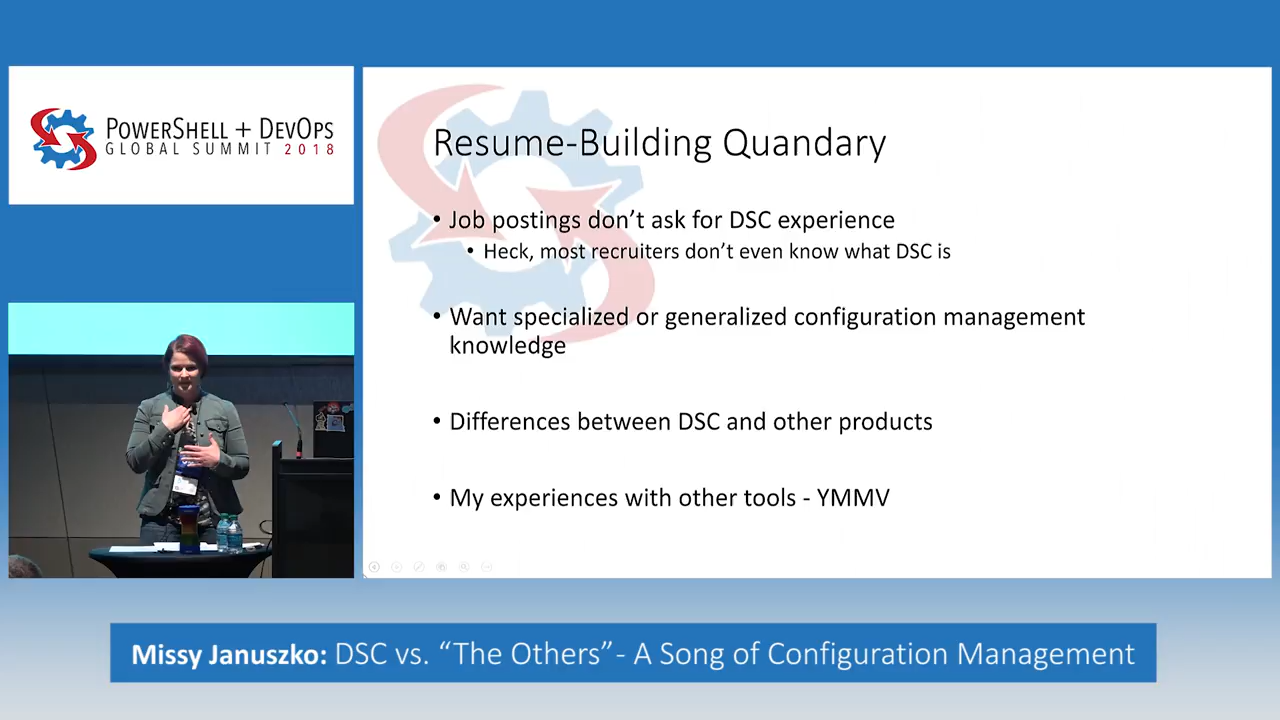 POWERSHELL + DEVOPS
GLOBAL SUMMIT 2018
Resume-Building Quandary
• Job postings don’t ask for DSC experience
• Heck, most recruiters don’t even know what DSC is
• Want specialized or generalized configuration management
knowledge
• Differences between DSC and other products
• My experiences with other tools - YMMV
Missy Januszko: DSC vs. “The Others”- A Song of Configuration Management